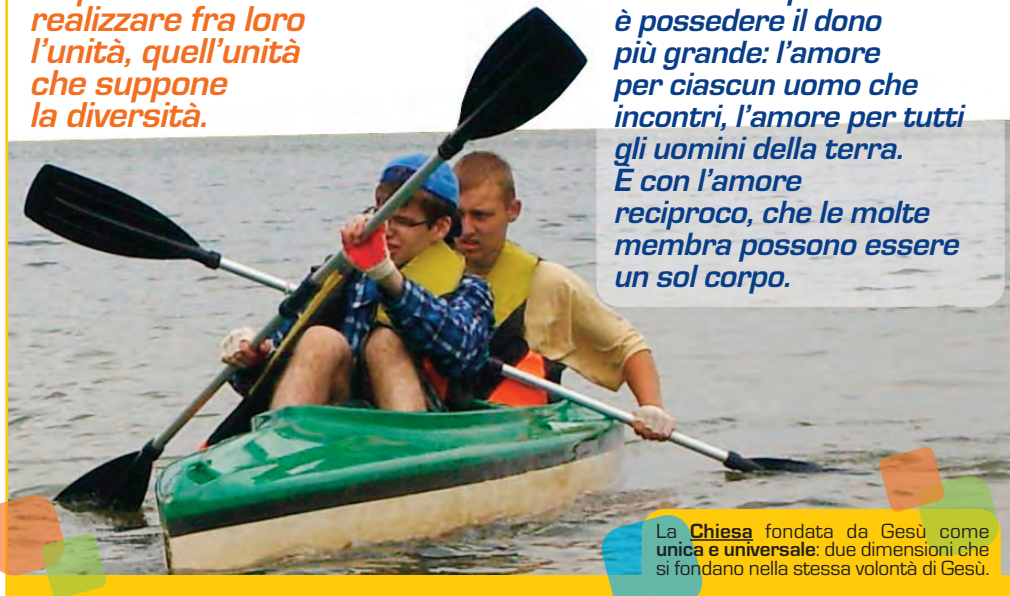 realizzare fra loro
l'unità, quell'unità
che suppone
la diversità.
è possedere il dono
più grande: l'amore
per ciascun uomo che
incontri, l'amore per tutti
gli uomini della terra.
È con l'amore
reciproco, che le molte
membra possono essere
un sol corpo.
La Chiesa fondata da Gesù come
unica e universale: due dimensioni che
si fondano nella stessa volontà di Gesù.